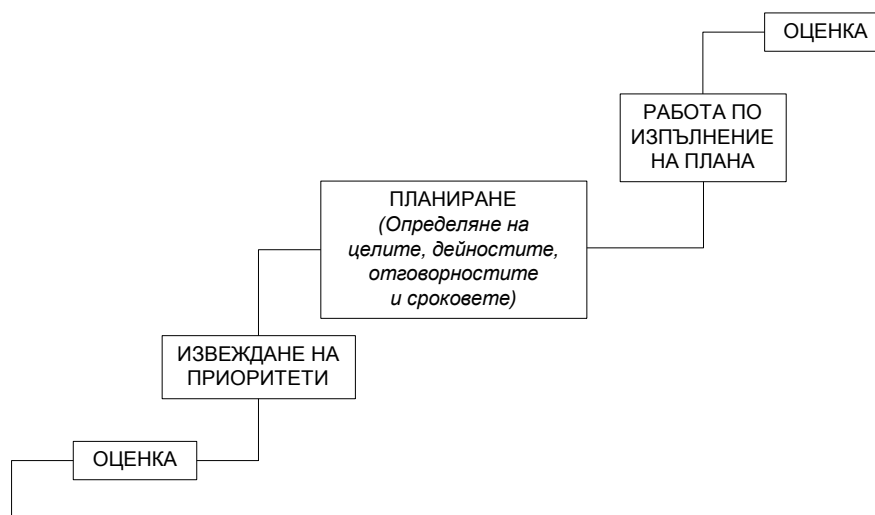 ОЦЕНКА
РАБОТА ПО
ИЗПЪЛНЕНИЕ
НА ПЛАНА
ПЛАНИРАНЕ
(Определяне на
целите, дейностите,
отговорностите
и сроковете)
ИЗВЕЖДАНЕ НА
ПРИОРИТЕТИ
ОЦЕНКА